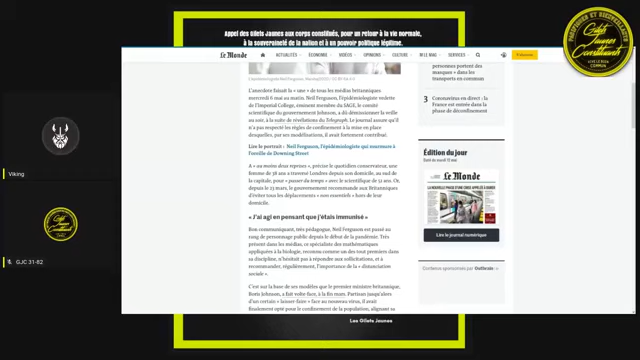 Appel des Gilets Jaunes aux corps constitués, pour un retour à la vie normale,
à la souveraineté de la nation et à un pouvoir politique légitime.
Le Monde
ACTUALITÉS
ÉCONOMIE
VIDÉOS
OPINIONS
CULTURE
M LE MAG
SERVICES
L'anecdote faisait la « une » de tous les médias britanniques
mercredi 6 mai au matin. Neil Ferguson, l'épidémiologiste vedette
de l'Imperial College, éminent membre du SAGE, le comité
scientifique du gouvernement Johnson, a dû démissionner la veille
au soir, à la suite de révélations du Telegraph. Le journal assure qu'il
n'a pas respecté les règles de confinement à la mise en place
desquelles, par ses modélisations, il avait fortement contribué.
Lire le portrait : Neil Ferguson, l'épidémiologiste qui murmure à
l'oreille de Downing Street
A « au moins deux reprises », précise le quotidien conservateur, une
femme de 38 ans a traversé Londres depuis son domicile, au sud de la
capitale, pour « passer du temps » avec le scientifique de 51 ans. Or,
depuis le 23 mars, le gouvernement recommande aux Britanniques
d'éviter tous les déplacements « non essentiels » hors de leur
domicile.
« J'ai agi en pensant que j'étais immunisé »
Bon communiquant, très pédagogue, Neil Ferguson est passé au
rang de personnage public depuis le début de la pandémie. Très
présent dans les médias, ce spécialiste des mathématiques
appliquées à la biologie, reconnu comme un des tout premiers dans
sa discipline, n'hésitait pas à répondre aux sollicitations, et à
recommander, régulièrement, l'importance de la « distanciation
sociale ».
C'est sur la base de ses modèles que le premier ministre britannique,
Boris Johnson, a fait volte-face, à la fin mars. Partisan jusqu'alors
d'un certain « laisser-faire » face au nouveau virus, il avait
finalement opté pour le confinement de la population, alignant sa
personnes portent des
masques » dans les
transports en commun
3 Coronavirus en direct : la
France est entrée dans la
phase de déconfinement
Édition du jour
Le Monde
Lire le journal numérique
Contenus sponsorisés par Outbrain
Viking
GJC 31-82
Gilets
Jaunes
Constituants
Les Gilets Jaunes